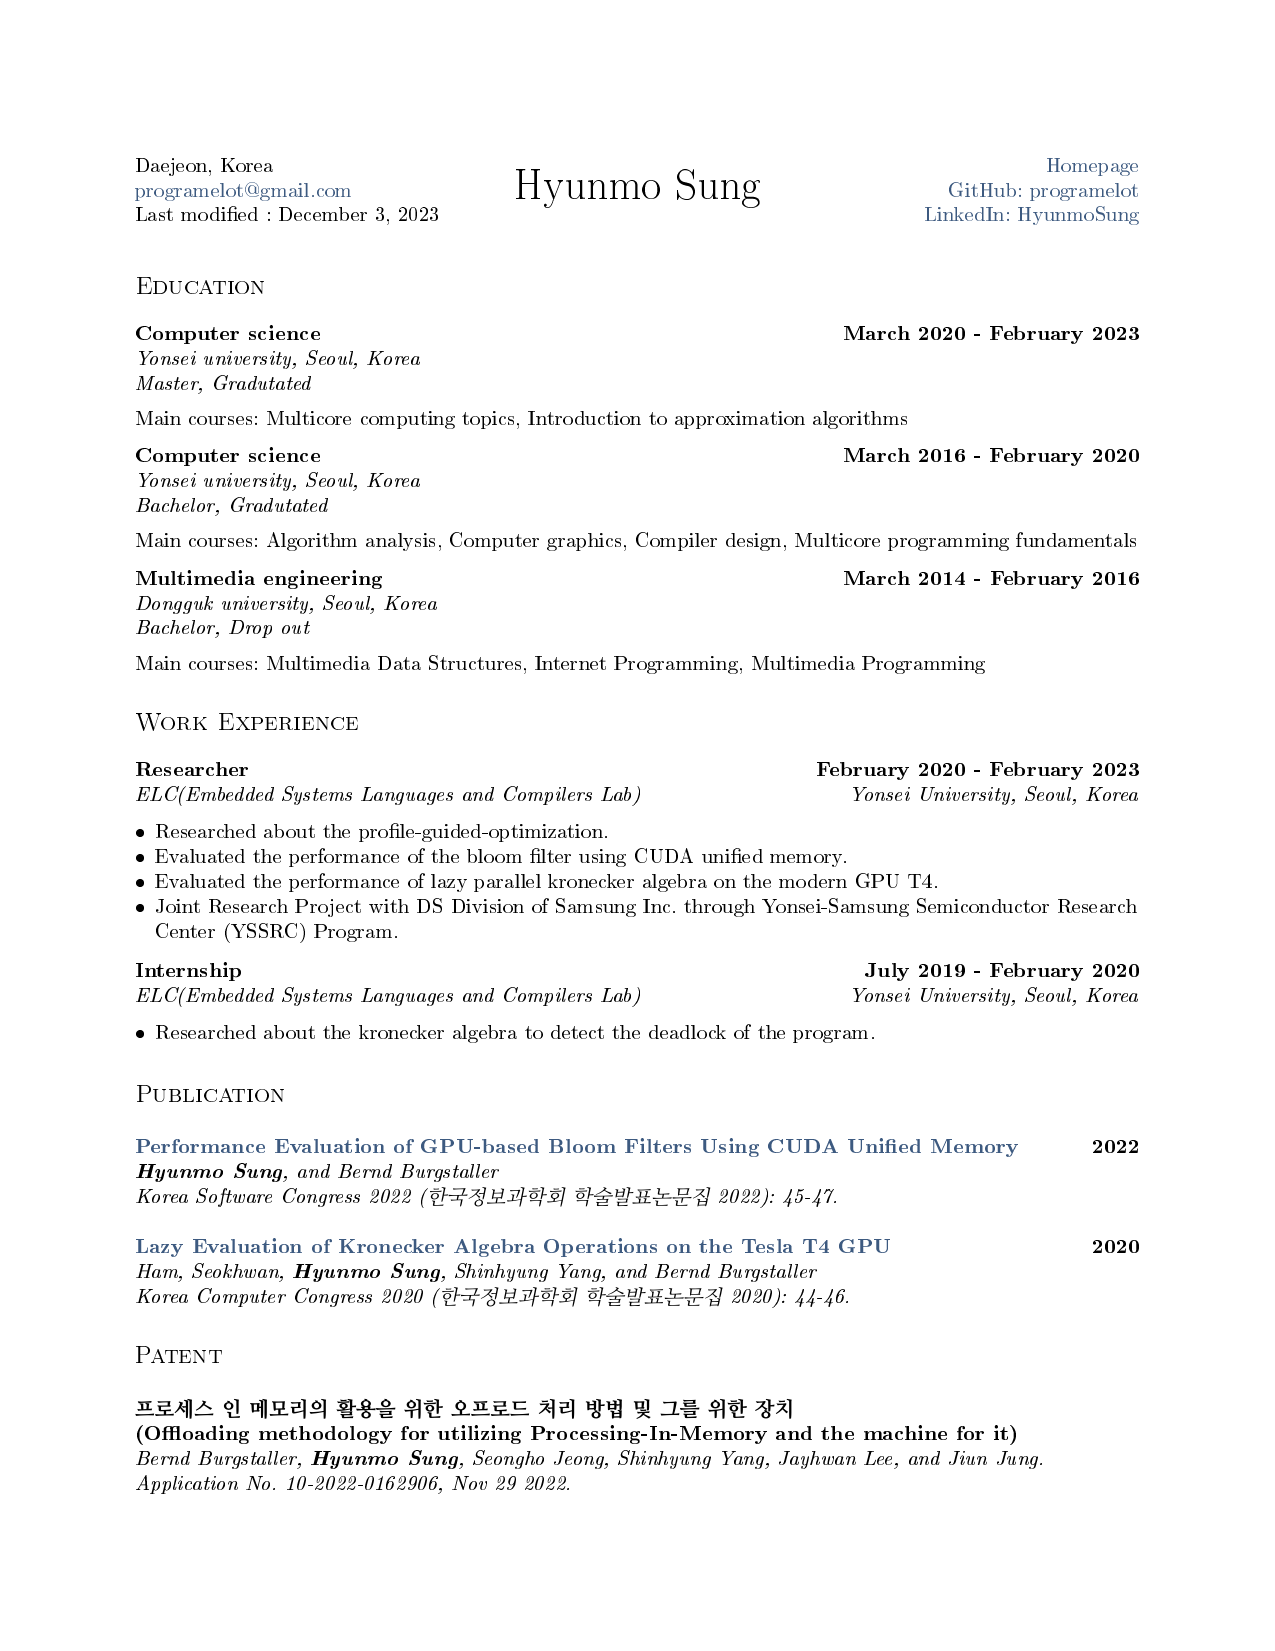 Daejeon, Korea
programelot@gmail.com
Last modified : December 3, 2023
Hyunmo Sung
Homepage
GitHub: programelot
LinkedIn: HyunmoSung
Education
Computer science March 2020 - February 2023
Yonsei university, Seoul, Korea
Master, Gradutated
Main courses: Multicore computing topics, Introduction to approximation algorithms
Computer science March 2016 - February 2020
Yonsei university, Seoul, Korea
Bachelor, Gradutated
Main courses: Algorithm analysis, Computer graphics, Compiler design, Multicore programming fundamentals
Multimedia engineering March 2014 - February 2016
Dongguk university, Seoul, Korea
Bachelor, Drop out
Main courses: Multimedia Data Structures, Internet Programming, Multimedia Programming
Work Experience
Researcher February 2020 - February 2023
ELC(Embedded Systems Languages and Compilers Lab) Yonsei University, Seoul, Korea
• Researched about the profile-guided-optimization.
• Evaluated the performance of the bloom filter using CUDA unified memory.
• Evaluated the performance of lazy parallel kronecker algebra on the modern GPU T4.
• Joint Research Project with DS Division of Samsung Inc. through Yonsei-Samsung Semiconductor Research
Center (YSSRC) Program.
Internship July 2019 - February 2020
ELC(Embedded Systems Languages and Compilers Lab) Yonsei University, Seoul, Korea
• Researched about the kronecker algebra to detect the deadlock of the program.
Publication
Performance Evaluation of GPU-based Bloom Filters Using CUDA Unified Memory 2022
Hyunmo Sung, and Bernd Burgstaller
Korea Software Congress 2022 (한국정보과학회 학술발표논문집 2022): 45-47.
Lazy Evaluation of Kronecker Algebra Operations on the Tesla T4 GPU 2020
Ham, Seokhwan, Hyunmo Sung, Shinhyung Yang, and Bernd Burgstaller
Korea Computer Congress 2020 (한국정보과학회 학술발표논문집 2020): 44-46.
Patent
프로세스 인 메모리의 활용을 위한 오프로드 처리 방법 및 그를 위한 장치
(Offloading methodology for utilizing Processing-In-Memory and the machine for it)
Bernd Burgstaller, Hyunmo Sung, Seongho Jeong, Shinhyung Yang, Jayhwan Lee, and Jiun Jung.
Application No. 10-2022-0162906, Nov 29 2022.